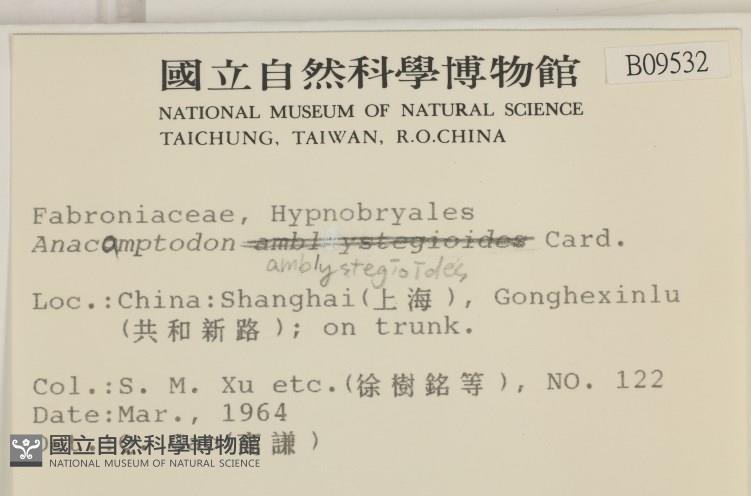 國立自然科學博物館
B09532
NATIONAL MUSEUM OF NATURAL SCIENCE
TAICHUNG, TAIWAN, R.O.CHINA
Fabroniaceae, Hypnobryales
Anacamptodon ambl ystegioides Card.
amblystegioides
Loc.:China:Shanghai(上海), Gonghexinlu
(共和新路); on trunk.
Col.:S. M. Xu etc.(徐樹銘等), NO. 122
Date:Mar., 1964
謙)
國立自然科學博物館
NATIONAL MUSEUM OF NATURAL SCIENCE